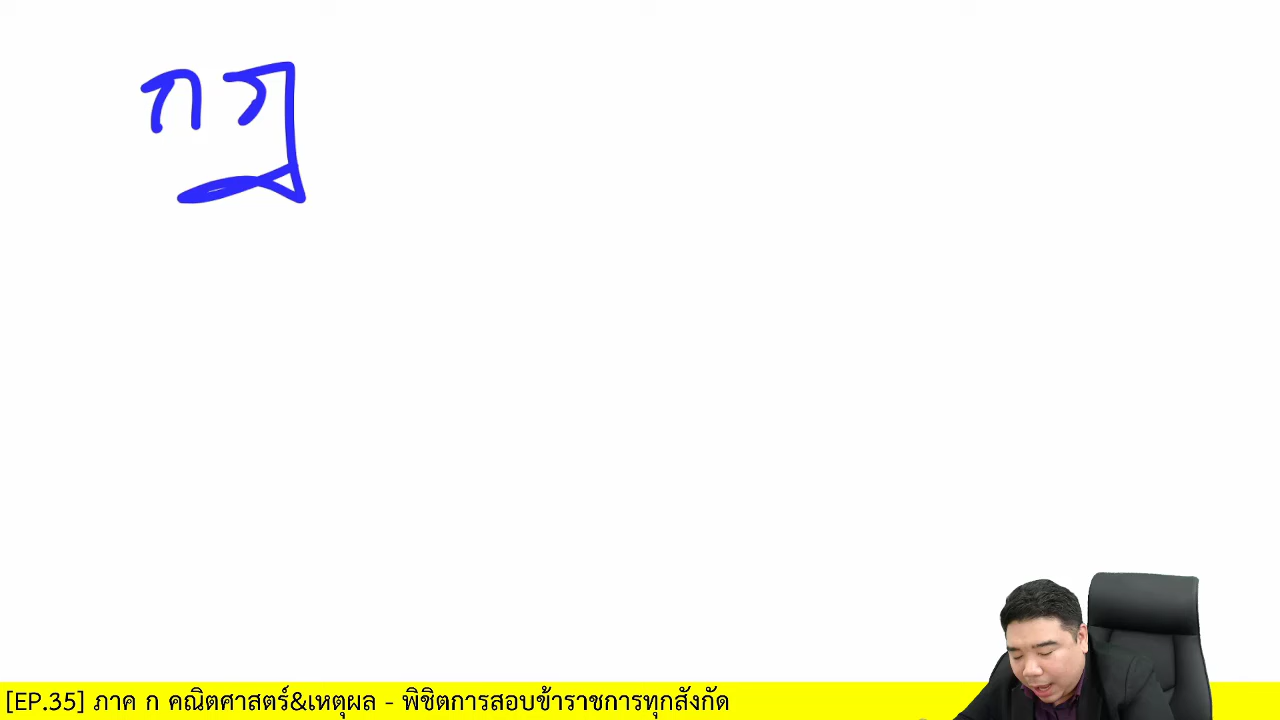 กฎ
[EP.35] ภาค ก คณิตศาสตร์&เหตุผล - พิชิตการสอบข้าราชการทุกสังกัด